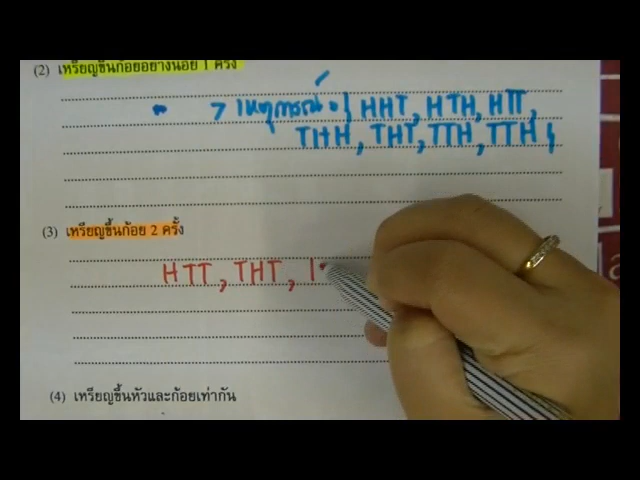 (2) เหรียญขึ้นก้อยอย่างน้อย 1 ครั้ง
7 เหตุการณ์ = { HHT, HTH, HTT,
THH, THT, TTH, TTH }
(3) เหรียญขึ้นก้อย 2 ครั้ง
HTT, THT,
(4) เหรียญขึ้นหัวและก้อยเท่ากัน